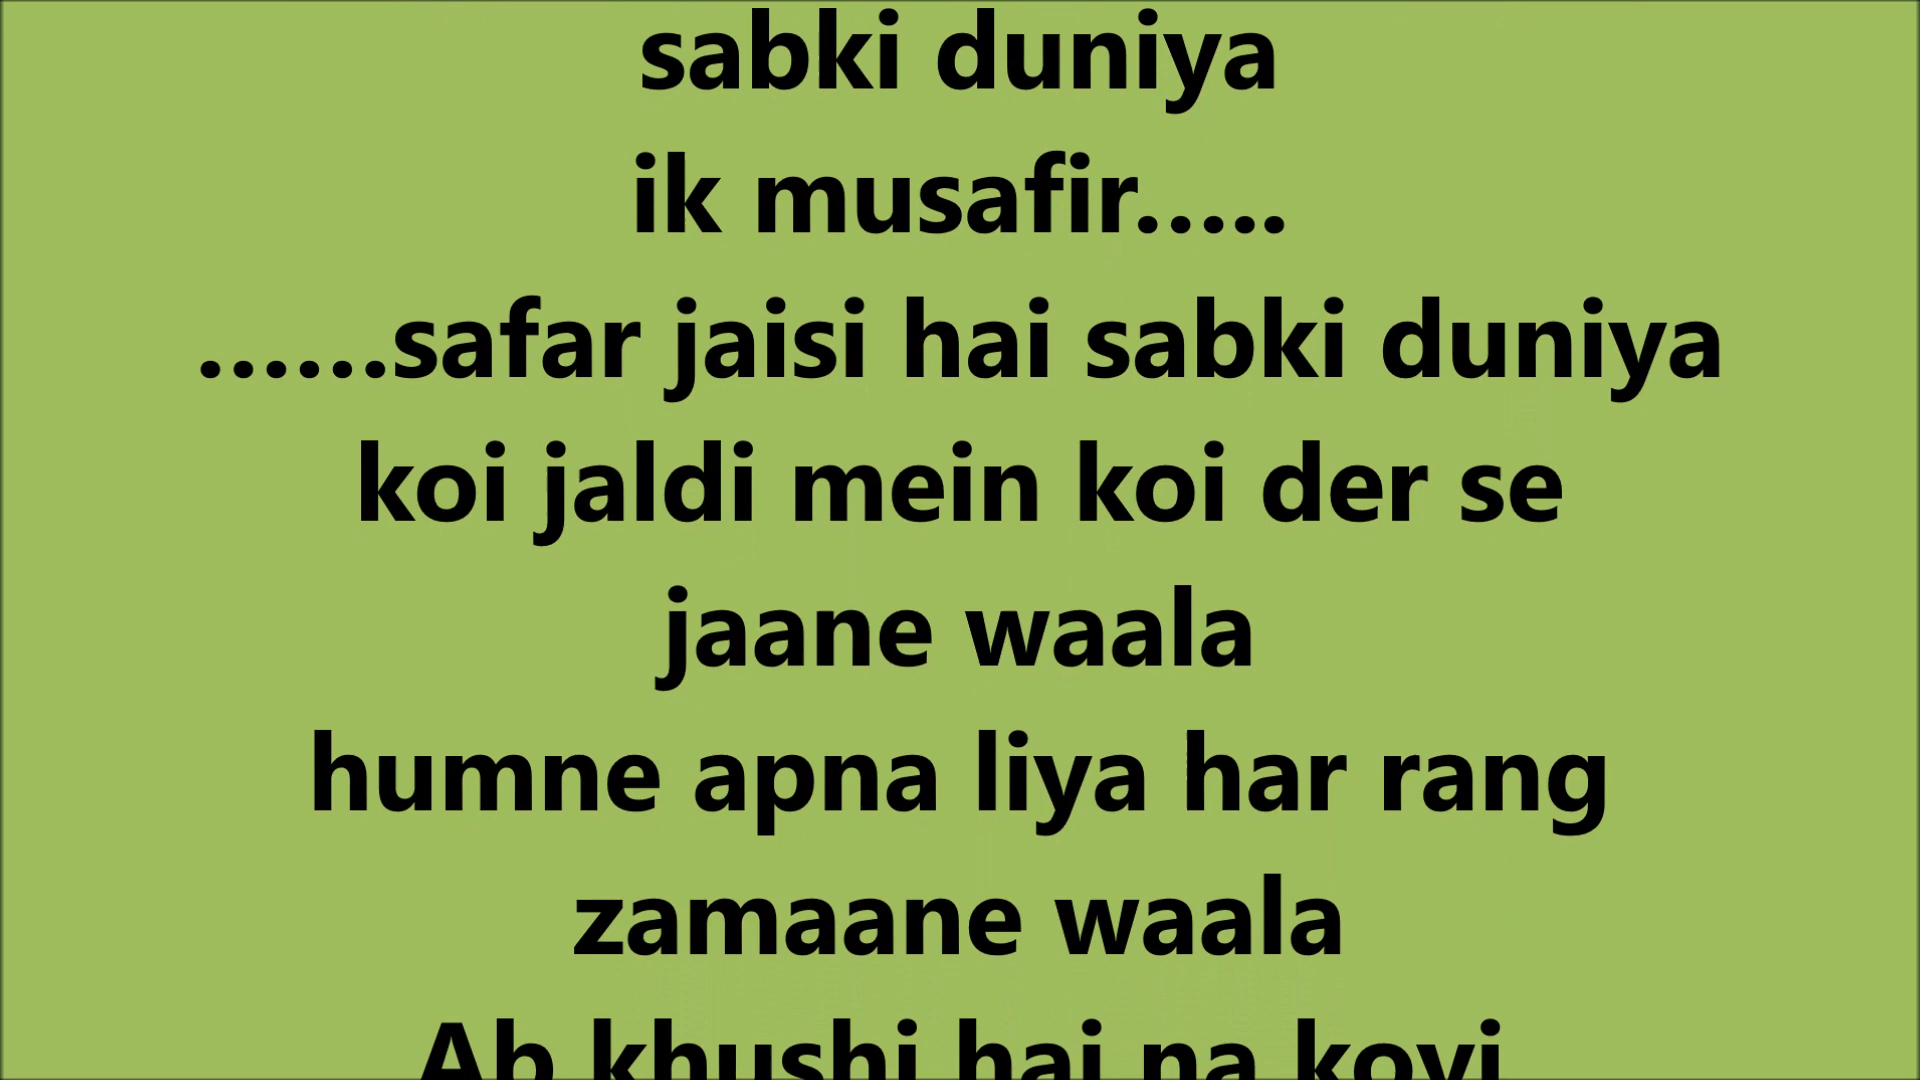 sabki duniya
ik musafir.....
......safar jaisi hai sabki duniya
koi jaldi mein koi der se
jaane waala
humne apna liya har rang
zamaane waala
Ab khushi hai na koyi